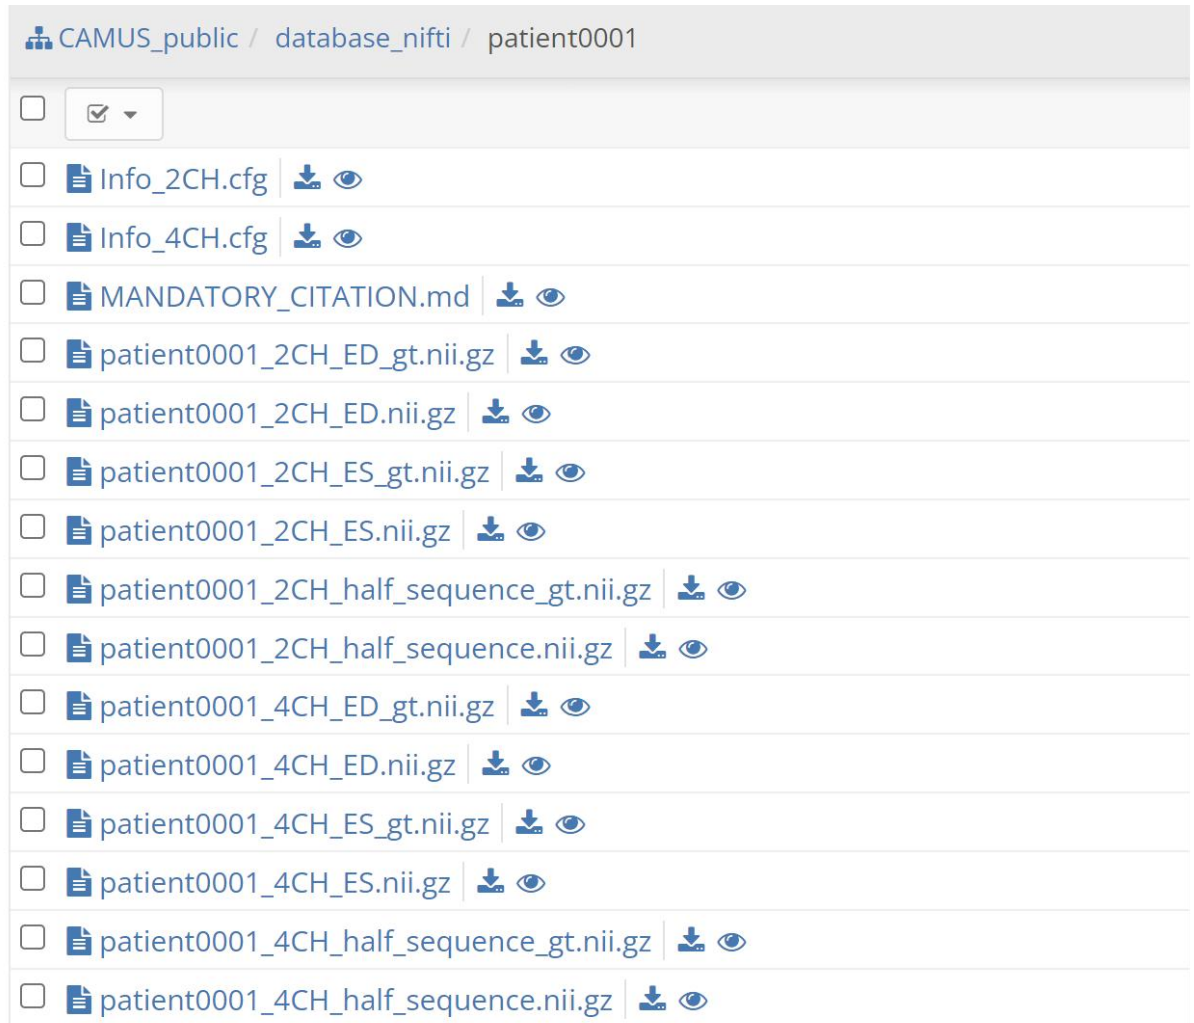 CAMUS_public / database_nifti / patient0001
Info_2CH.cfg
Info_4CH.cfg
MANDATORY_CITATION.md
patient0001_2CH_ED_gt.nii.gz
patient0001_2CH_ED.nii.gz
patient0001_2CH_ES_gt.nii.gz
patient0001_2CH_ES.nii.gz
patient0001_2CH_half_sequence_gt.nii.gz
patient0001_2CH_half_sequence.nii.gz
patient0001_4CH_ED_gt.nii.gz
patient0001_4CH_ED.nii.gz
patient0001_4CH_ES_gt.nii.gz
patient0001_4CH_ES.nii.gz
patient0001_4CH_half_sequence_gt.nii.gz
patient0001_4CH_half_sequence.nii.gz